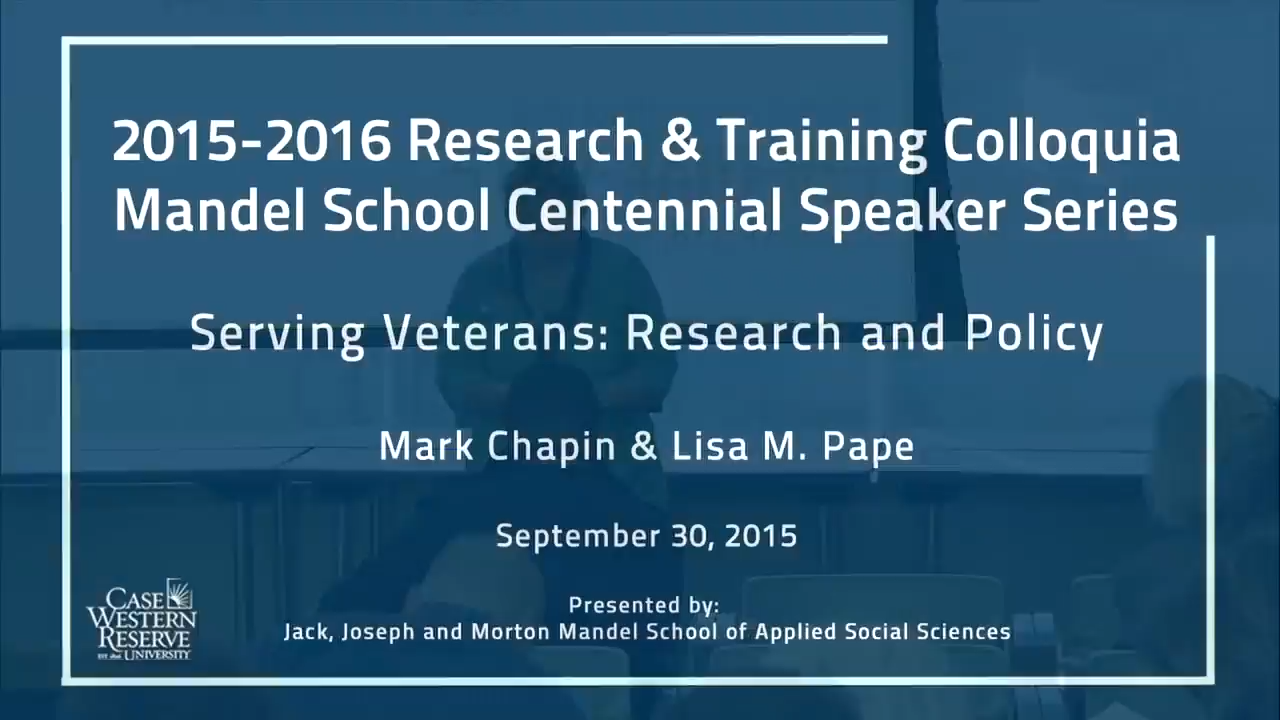 2015-2016 Research & Training Colloquia
Mandel School Centennial Speaker Series
Serving Veterans: Research and Policy
Mark Chapin & Lisa M. Pape
September 30, 2015
Presented by:
Jack, Joseph and Morton Mandel School of Applied Social Sciences
CASE
WESTERN
RESERVE
UNIVERSITY